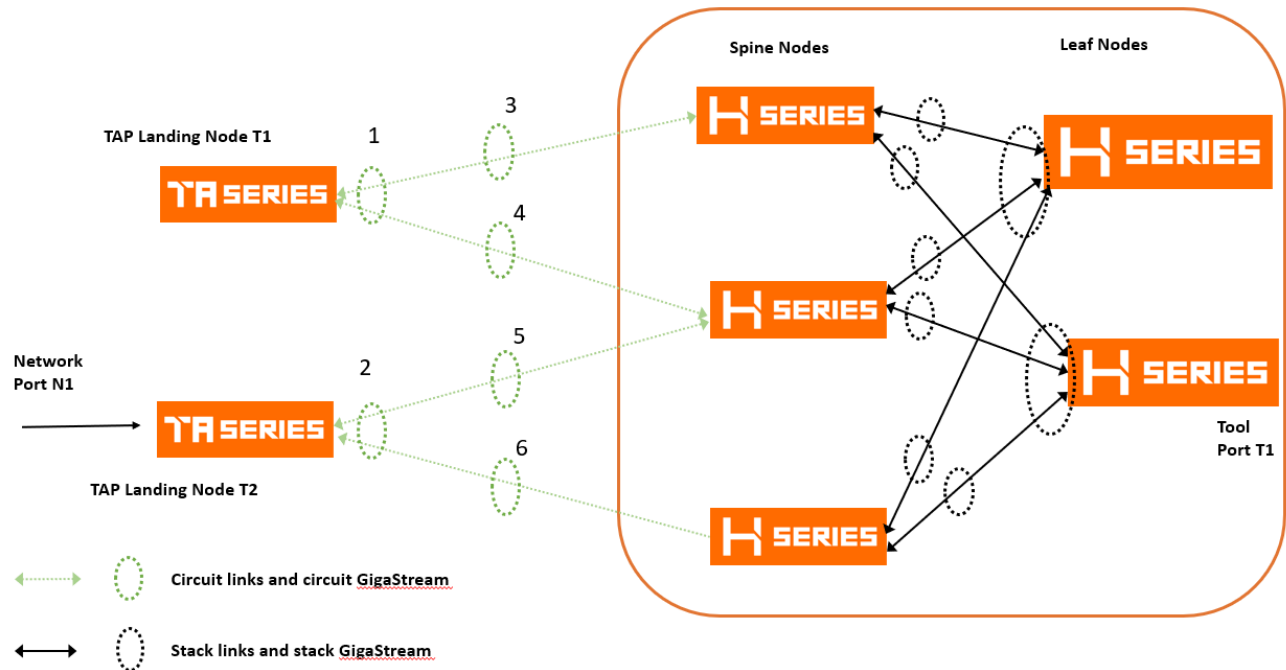 Spine Nodes
Leaf Nodes
3
1
TAP Landing Node T1
H SERIES
H SERIES
TA SERIES
4
H SERIES
5
Network
Port N1
2
H SERIES
TA SERIES
Tool
Port T1
6
TAP Landing Node T2
H SERIES
Circuit links and circuit GigaStream
Stack links and stack GigaStream